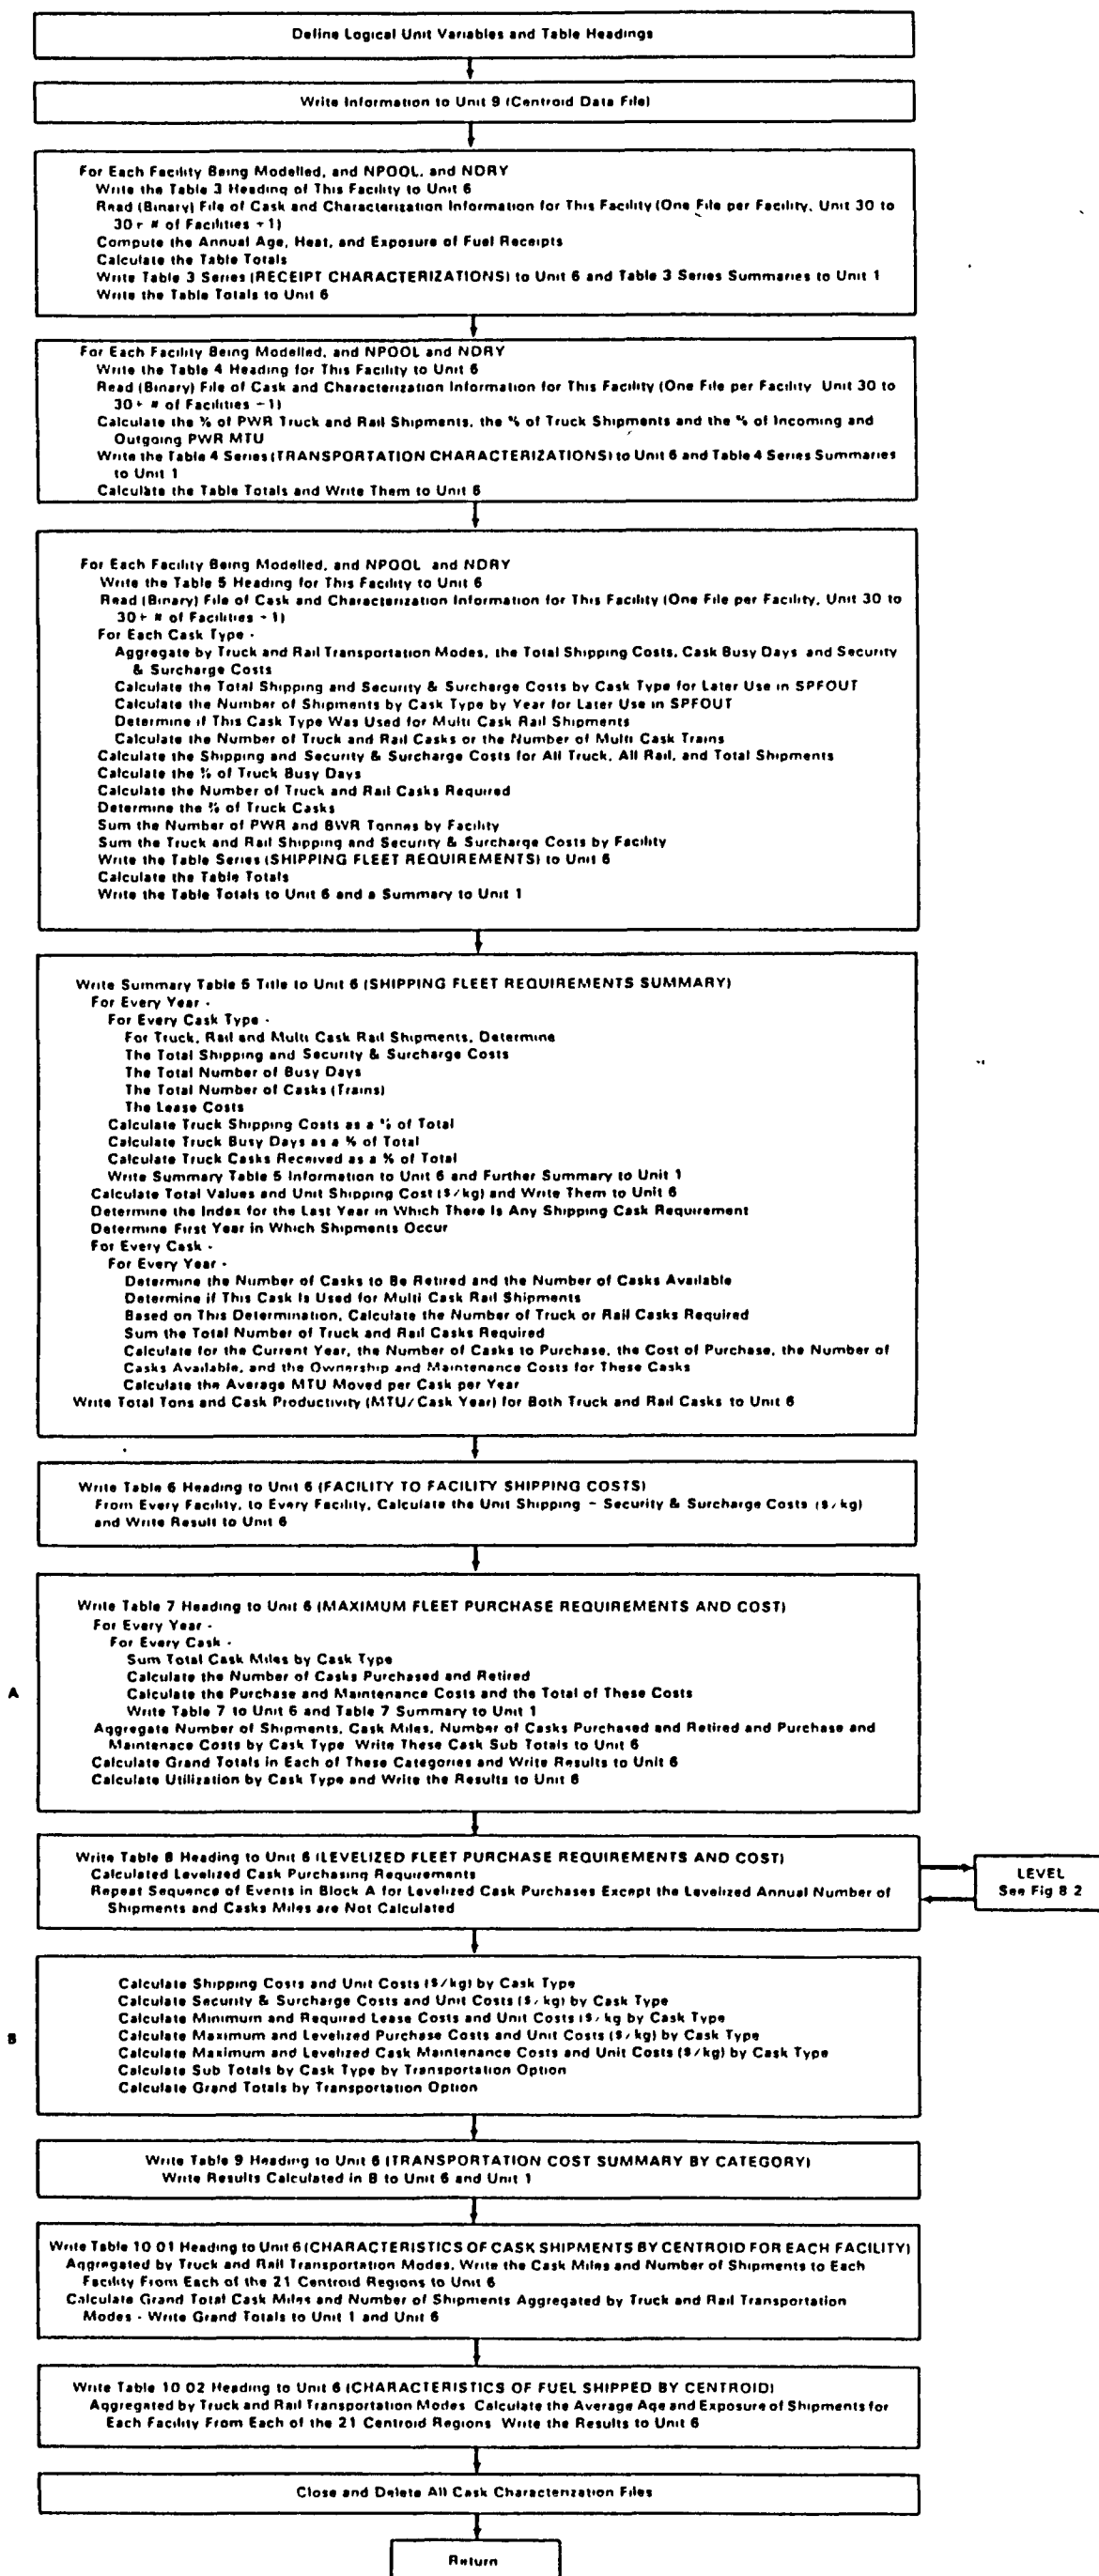 Define Logical Unit Variables and Table Headings
Write Information to Unit 9 (Centroid Data File)
For Each Facility Being Modelled, and NPOOL, and NDRY
Write the Table 3 Heading of This Facility to Unit 6
Read (Binary) File of Cask and Characterization Information for This Facility (One File per Facility, Unit 30 to
30 + # of Facilities - 1)
Compute the Annual Age, Heat, and Exposure of Fuel Receipts
Calculate the Table Totals
Write Table 3 Series (RECEIPT CHARACTERIZATIONS) to Unit 6 and Table 3 Series Summaries to Unit 1
Write the Table Totals to Unit 6
For Each Facility Being Modelled, and NPOOL and NDRY
Write the Table 4 Heading for This Facility to Unit 6
Read (Binary) File of Cask and Characterization Information for This Facility (One File per Facility Unit 30 to
30 + # of Facilities - 1)
Calculate the % of PWR Truck and Rail Shipments, the % of Truck Shipments and the % of Incoming and
Outgoing PWR MTU
Write the Table 4 Series (TRANSPORTATION CHARACTERIZATIONS) to Unit 6 and Table 4 Series Summaries
to Unit 1
Calculate the Table Totals and Write Them to Unit 6
For Each Facility Being Modelled, and NPOOL and NDRY
Write the Table 5 Heading for This Facility to Unit 6
Read (Binary) File of Cask and Characterization Information for This Facility (One File per Facility, Unit 30 to
30 + # of Facilities - 1)
For Each Cask Type -
Aggregate by Truck and Rail Transportation Modes, the Total Shipping Costs, Cask Busy Days and Security
& Surcharge Costs
Calculate the Total Shipping and Security & Surcharge Costs by Cask Type for Later Use in SPFOUT
Calculate the Number of Shipments by Cask Type by Year for Later Use in SPFOUT
Determine if This Cask Type Was Used for Multi Cask Rail Shipments
Calculate the Number of Truck and Rail Casks or the Number of Multi Cask Trains
Calculate the Shipping and Security & Surcharge Costs for All Truck, All Rail, and Total Shipments
Calculate the % of Truck Busy Days
Calculate the Number of Truck and Rail Casks Required
Determine the % of Truck Casks
Sum the Number of PWR and BWR Tonnes by Facility
Sum the Truck and Rail Shipping and Security & Surcharge Costs by Facility
Write the Table Series (SHIPPING FLEET REQUIREMENTS) to Unit 6
Calculate the Table Totals
Write the Table Totals to Unit 6 and a Summary to Unit 1
Write Summary Table 5 Title to Unit 6 (SHIPPING FLEET REQUIREMENTS SUMMARY)
For Every Year -
For Every Cask Type -
For Truck, Rail and Multi Cask Rail Shipments, Determine
The Total Shipping and Security & Surcharge Costs
The Total Number of Busy Days
The Total Number of Casks (Trains)
The Lease Costs
Calculate Truck Shipping Costs as a % of Total
Calculate Truck Busy Days as a % of Total
Calculate Truck Casks Received as a % of Total
Write Summary Table 5 Information to Unit 6 and Further Summary to Unit 1
Calculate Total Values and Unit Shipping Cost ($/kg) and Write Them to Unit 6
Determine the Index for the Last Year in Which There Is Any Shipping Cask Requirement
Determine First Year in Which Shipments Occur
For Every Cask -
For Every Year -
Determine the Number of Casks to Be Retired and the Number of Casks Available
Determine if This Cask Is Used for Multi Cask Rail Shipments
Based on This Determination, Calculate the Number of Truck or Rail Casks Required
Sum the Total Number of Truck and Rail Casks Required
Calculate for the Current Year, the Number of Casks to Purchase, the Cost of Purchase, the Number of
Casks Available, and the Ownership and Maintenance Costs for These Casks
Calculate the Average MTU Moved per Cask per Year
Write Total Tons and Cask Productivity (MTU/Cask Year) for Both Truck and Rail Casks to Unit 6
Write Table 6 Heading to Unit 6 (FACILITY TO FACILITY SHIPPING COSTS)
From Every Facility, to Every Facility, Calculate the Unit Shipping - Security & Surcharge Costs ($/kg)
and Write Result to Unit 6
A
Write Table 7 Heading to Unit 6 (MAXIMUM FLEET PURCHASE REQUIREMENTS AND COST)
For Every Year -
For Every Cask -
Sum Total Cask Miles by Cask Type
Calculate the Number of Casks Purchased and Retired
Calculate the Purchase and Maintenance Costs and the Total of These Costs
Write Table 7 to Unit 6 and Table 7 Summary to Unit 1
Aggregate Number of Shipments, Cask Miles, Number of Casks Purchased and Retired and Purchase and
Maintenace Costs by Cask Type Write These Cask Sub Totals to Unit 6
Calculate Grand Totals in Each of These Categories and Write Results to Unit 6
Calculate Utilization by Cask Type and Write the Results to Unit 6
Write Table 8 Heading to Unit 6 (LEVELIZED FLEET PURCHASE REQUIREMENTS AND COST)
Calculated Levelized Cask Purchasing Requirements
Repeat Sequence of Events in Block A for Levelized Cask Purchases Except the Levelized Annual Number of
Shipments and Casks Miles are Not Calculated
LEVEL
See Fig 8 2
B
Calculate Shipping Costs and Unit Costs ($/kg) by Cask Type
Calculate Security & Surcharge Costs and Unit Costs ($/kg) by Cask Type
Calculate Minimum and Required Lease Costs and Unit Costs ($/kg by Cask Type
Calculate Maximum and Levelized Purchase Costs and Unit Costs ($/kg) by Cask Type
Calculate Maximum and Levelized Cask Maintenance Costs and Unit Costs ($/kg) by Cask Type
Calculate Sub Totals by Cask Type by Transportation Option
Calculate Grand Totals by Transportation Option
Write Table 9 Heading to Unit 6 (TRANSPORTATION COST SUMMARY BY CATEGORY)
Write Results Calculated in B to Unit 6 and Unit 1
Write Table 10 01 Heading to Unit 6 (CHARACTERISTICS OF CASK SHIPMENTS BY CENTROID FOR EACH FACILITY)
Aggregated by Truck and Rail Transportation Modes, Write the Cask Miles and Number of Shipments to Each
Facility From Each of the 21 Centroid Regions to Unit 6
Calculate Grand Total Cask Miles and Number of Shipments Aggregated by Truck and Rail Transportation
Modes - Write Grand Totals to Unit 1 and Unit 6
Write Table 10 02 Heading to Unit 6 (CHARACTERISTICS OF FUEL SHIPPED BY CENTROID)
Aggregated by Truck and Rail Transportation Modes Calculate the Average Age and Exposure of Shipments for
Each Facility From Each of the 21 Centroid Regions Write the Results to Unit 6
Close and Delete All Cask Characterization Files
Return